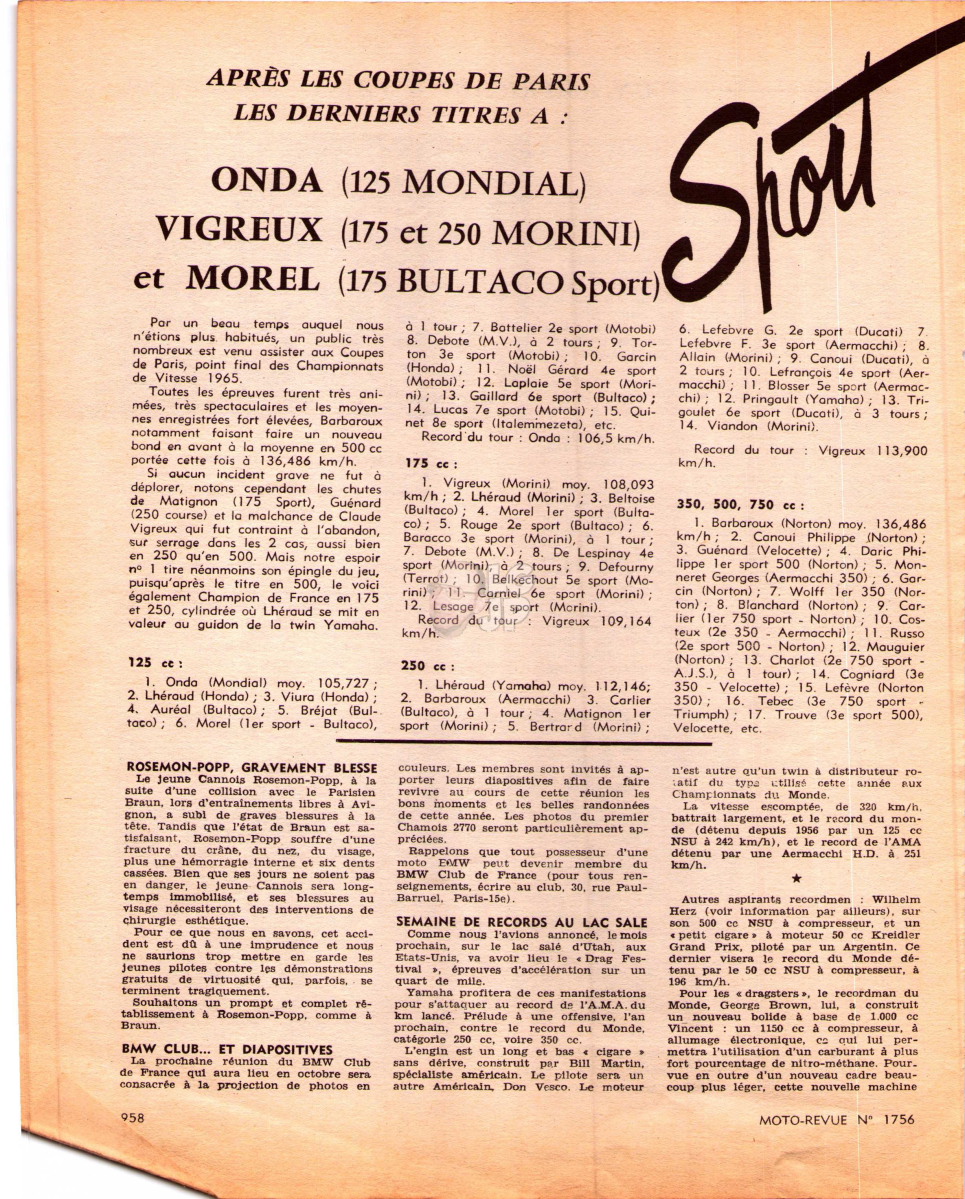 APRÈS LES COUPES DE PARIS
LES DERNIERS TITRES A :
ONDA (125 MONDIAL)
VIGREUX (175 et 250 MORINI)
et MOREL (175 BULTACO Sport)
Sport
Par un beau temps auquel nous
n'étions plus habitués, un public très
nombreux est venu assister aux Coupes
de Paris, point final des Championnats
de Vitesse 1965.
Toutes les épreuves furent très ani-
mées, très spectaculaires et les moyen-
nes enregistrées fort élevées, Barbaroux
notamment faisant faire un nouveau
bond en avant à la moyenne en 500 cc
portée cette fois à 136,486 km/h.
Si aucun incident grave ne fut à
déplorer, notons cependant les chutes
de Matignon (175 Sport), Guénard
(250 course) et la malchance de Claude
Vigreux qui fut contraint à l'abandon,
sur serrage dans les 2 cas, aussi bien
en 250 qu'en 500. Mais notre espoir
n° 1 tire néanmoins son épingle du jeu,
puisqu'après le titre en 500, le voici
également Champion de France en 175
et 250, cylindrée où Lhéraud se mit en
valeur au guidon de la twin Yamaha.
125 cc :
1. Onda (Mondial) moy. 105,727 ;
2. Lhéraud (Honda) ; 3. Viura (Honda) ;
4. Auréal (Bultaco) ; 5. Bréjat (Bul-
taco) ; 6. Morel (1er sport - Bultaco),
à 1 tour ; 7. Battelier 2e sport (Motobi)
8. Debote (M.V.), à 2 tours ; 9. Tor-
ton 3e sport (Motobi) ; 10. Garcin
(Honda) ; 11. Noël Gérard 4e sport
(Motobi) ; 12. Laplaie 5e sport (Mori-
ni) ; 13. Gaillard 6e sport (Bultaco) ;
14. Lucas 7e sport (Motobi) ; 15. Qui-
net 8e sport (Italemmezeta), etc.
Record du tour : Onda : 106,5 km/h.
175 cc :
1. Vigreux (Morini) moy. 108,093
km/h ; 2. Lhéraud (Morini) ; 3. Beltoise
(Bultaco) ; 4. Morel 1er sport (Bulta-
co) ; 5. Rouge 2e sport (Bultaco) ; 6.
Baracco 3e sport (Morini), à 1 tour ;
7. Debote (M.V.) ; 8. De Lespinay 4e
sport (Morini), à 2 tours ; 9. Defourny
(Terrot) ; 10. Belkechout 5e sport (Mo-
rini) ; 11. Carniel 6e sport (Morini) ;
12. Lesage 7e sport (Morini).
Record du tour : Vigreux 109,164
km/h.
250 cc :
1. Lhéraud (Yamaha) moy. 112,146;
2. Barbaroux (Aermacchi) 3. Carlier
(Bultaco), à 1 tour ; 4. Matignon 1er
sport (Morini) ; 5. Bertrard (Morini) ;
6. Lefebvre G. 2e sport (Ducati) 7.
Lefebvre F. 3e sport (Aermacchi) ; 8.
Allain (Morini) ; 9. Canoui (Ducati), à
2 tours ; 10. Lefrançois 4e sport (Aer-
macchi) ; 11. Blosser 5e sport (Aermac-
chi) ; 12. Pringault (Yamaha) ; 13. Tri-
goulet 6e sport (Ducati), à 3 tours ;
14. Viandon (Morini).
Record du tour : Vigreux 113,900
km/h.
350, 500, 750 cc :
1. Barbaroux (Norton) moy. 136,486
km/h ; 2. Canoui Philippe (Norton) ;
3. Guénard (Velocette) ; 4. Daric Phi-
lippe 1er sport 500 (Norton) ; 5. Mon-
neret Georges (Aermacchi 350) ; 6. Gar-
cin (Norton) ; 7. Wolff 1er 350 (Nor-
ton) ; 8. Blanchard (Norton) ; 9. Car-
lier (1er 750 sport - Norton) ; 10. Cos-
teux (2e 350 - Aermacchi) ; 11. Russo
(2e sport 500 - Norton) ; 12. Mauguier
(Norton) ; 13. Charlot (2e 750 sport -
A.J.S.), à 1 tour) ; 14. Cogniard (3e
350 - Velocette) ; 15. Lefèvre (Norton
350) ; 16. Tebec (3e 750 sport -
Triumph) ; 17. Trouve (3e sport 500),
Velocette, etc.
ROSEMON-POPP, GRAVEMENT BLESSE
Le jeune Cannois Rosemon-Popp, à la
suite d'une collision avec le Parisien
Braun, lors d'entraînements libres à Avi-
gnon, a subi de graves blessures à la
tête. Tandis que l'état de Braun est sa-
tisfaisant, Rosemon-Popp souffre d'une
fracture du crâne, du nez, du visage,
plus une hémorragie interne et six dents
cassées. Bien que ses jours ne soient pas
en danger, le jeune Cannois sera long-
temps immobilisé, et ses blessures au
visage nécessiteront des interventions de
chirurgie esthétique.
Pour ce que nous en savons, cet acci-
dent est dû à une imprudence et nous
ne saurions trop mettre en garde les
jeunes pilotes contre les démonstrations
gratuits de virtuosité qui, parfois, se
terminent tragiquement.
Souhaitons un prompt et complet ré-
tablissement à Rosemon-Popp, comme à
Braun.
BMW CLUB... ET DIAPOSITIVES
La prochaine réunion du BMW Club
de France qui aura lieu en octobre sera
consacrée à la projection de photos en
couleurs. Les membres sont invités à ap-
porter leurs diapositives afin de faire
revivre au cours de cette réunion les
bons moments et les belles randonnées
de cette année. Les photos du premier
Chamois 2770 seront particulièrement ap-
préciées.
Rappelons que tout possesseur d'une
moto BMW peut devenir membre du
BMW Club de France (pour tous ren-
seignements, écrire au club, 30, rue Paul-
Barruel, Paris-15e).
SEMAINE DE RECORDS AU LAC SALE
Comme nous l'avions annoncé, le mois
prochain, sur le lac salé d'Utah, aux
Etats-Unis, va avoir lieu le « Drag Fes-
tival », épreuves d'accélération sur un
quart de mile.
Yamaha profitera de ces manifestations
pour s'attaquer au record de l'A.M.A. du
km lancé. Prélude à une offensive, l'an
prochain, contre le record du Monde,
catégorie 250 cc, voire 350 cc.
L'engin est un long et bas « cigare »
sans dérive, construit par Bill Martin,
spécialiste américain. Le pilote sera un
autre Américain, Don Vesco. Le moteur
n'est autre qu'un twin à distributeur ro-
tatif du type utilisé cette année aux
Championnats du Monde.
La vitesse escomptée, de 320 km/h,
battrait largement, et le record du mon-
de (détenu depuis 1956 par un 125 cc
NSU à 242 km/h), et le record de l'AMA
détenu par une Aermacchi H.D. à 251
km/h.
★
Autres aspirants recordmen : Wilhelm
Herz (voir information par ailleurs), sur
son 500 cc NSU à compresseur, et un
« petit cigare » à moteur 50 cc Kreidler
Grand Prix, piloté par un Argentin. Ce
dernier visera le record du Monde dé-
tenu par le 50 cc NSU à compresseur, à
196 km/h.
Pour les « dragsters », le recordman du
Monde, George Brown, lui, a construit
un nouveau bolide à base de 1.000 cc
Vincent : un 1150 cc à compresseur, à
allumage électronique, ce qui lui per-
mettra l'utilisation d'un carburant à plus
fort pourcentage de nitro-méthane. Pour-
vue en outre d'un nouveau cadre beau-
coup plus léger, cette nouvelle machine
958
MOTO-REVUE N° 1756